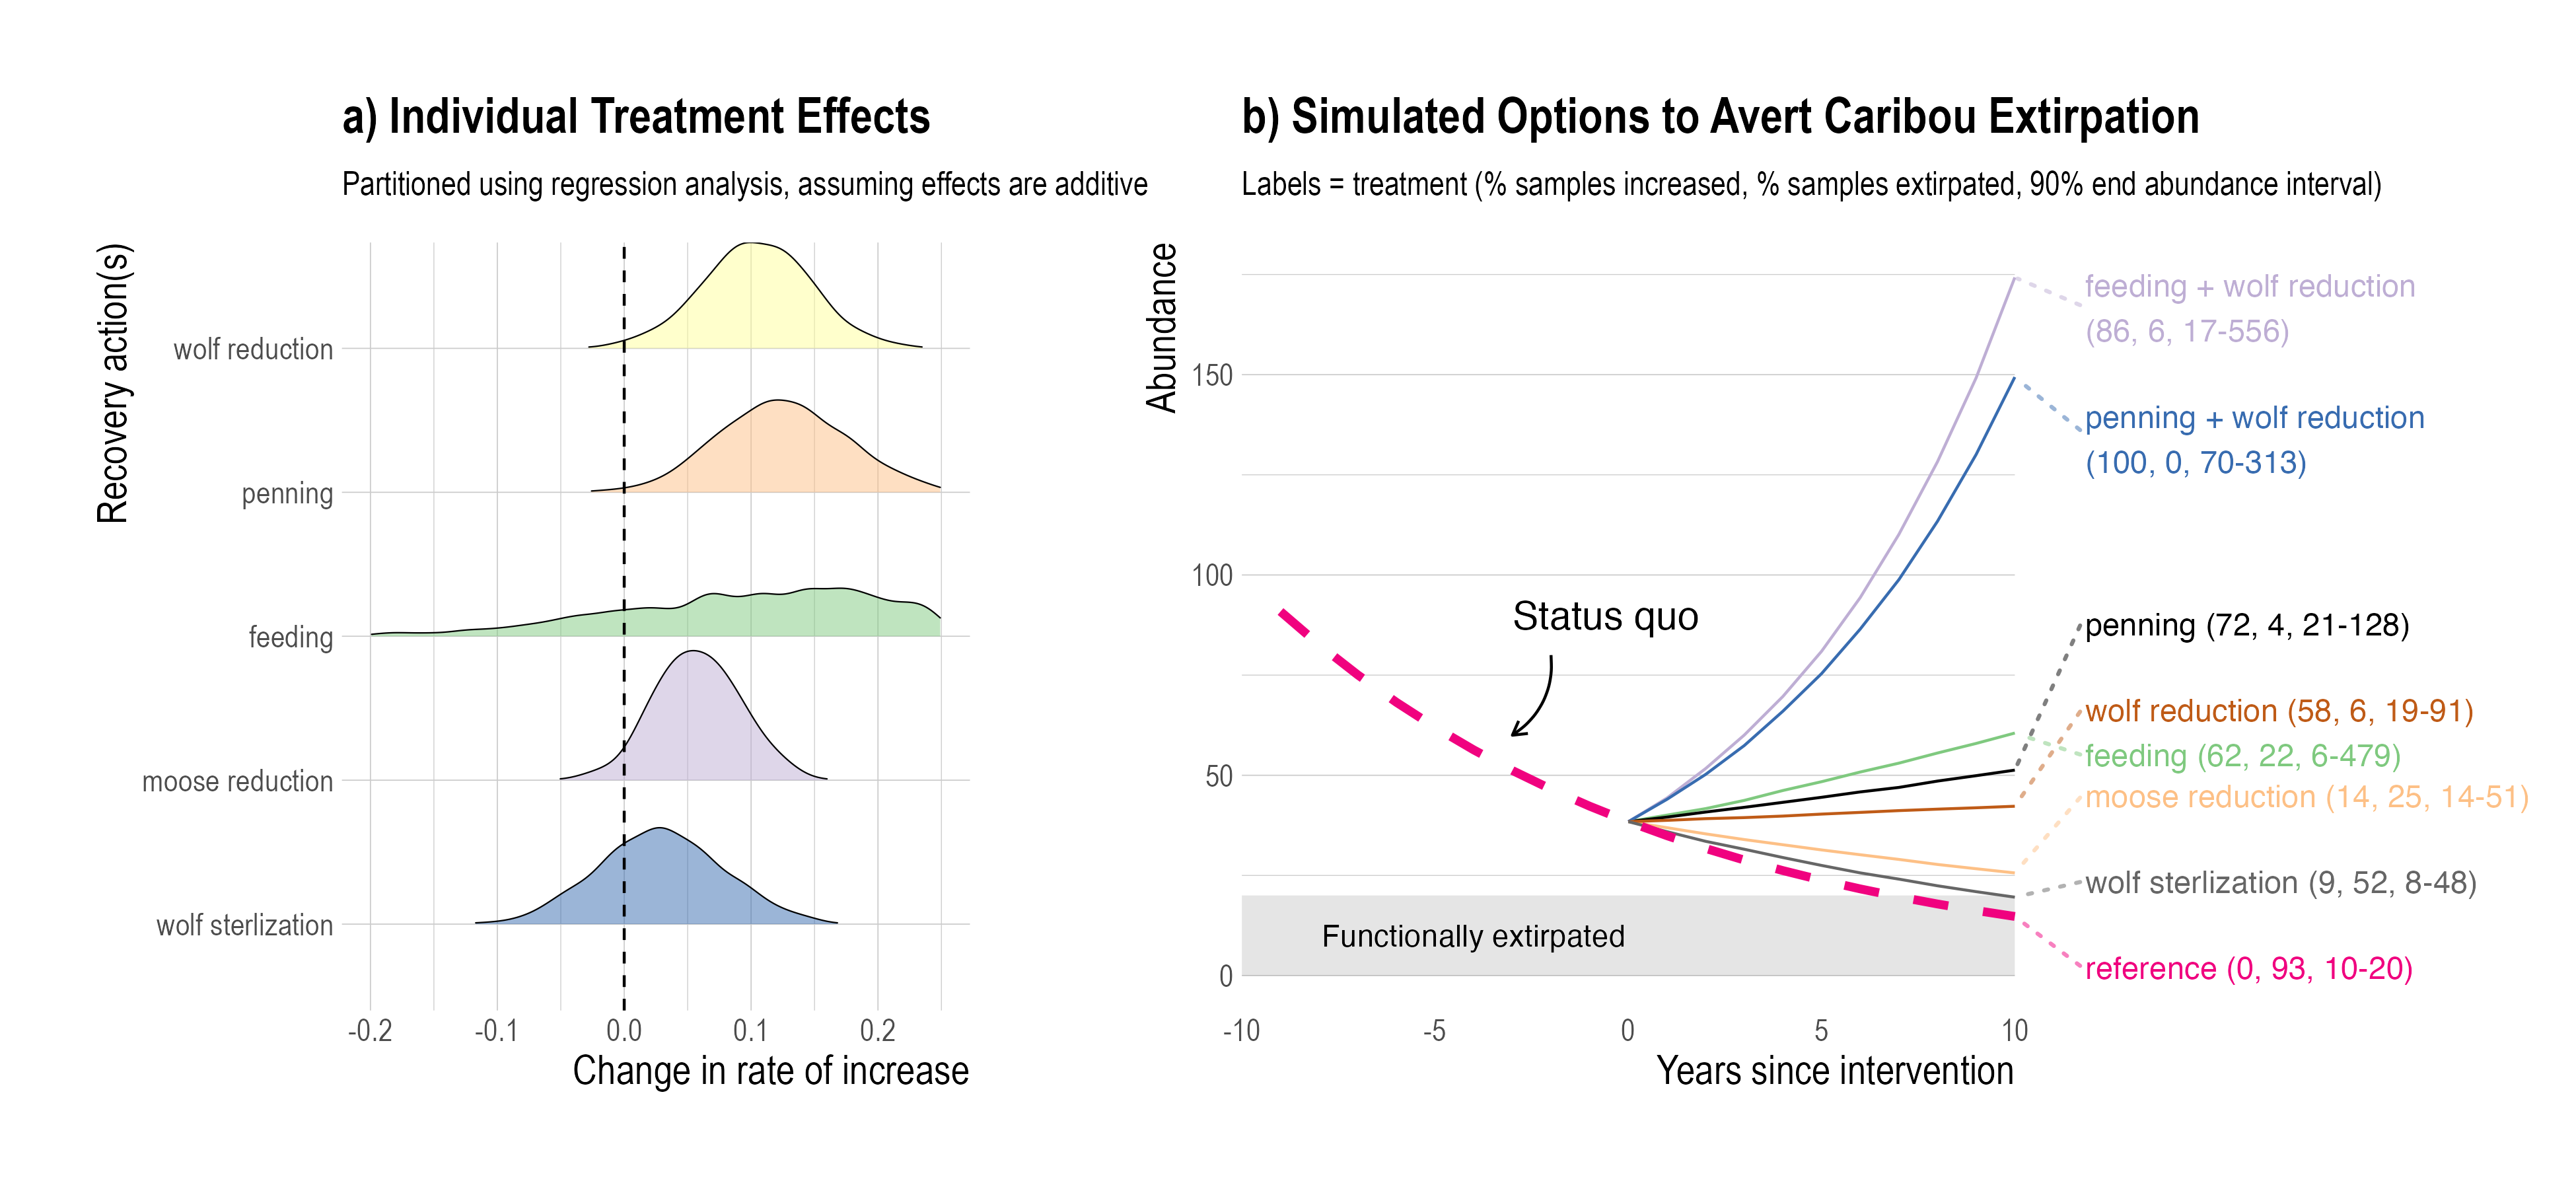 a) Individual Treatment Effects
Partitioned using regression analysis, assuming effects are additive
Recovery action(s)
wolf reduction
penning
feeding
moose reduction
wolf sterlization
-0.2
-0.1
0.0
0.1
0.2
Change in rate of increase
b) Simulated Options to Avert Caribou Extirpation
Labels = treatment (% samples increased, % samples extirpated, 90% end abundance interval)
Abundance
150
100
50
0
Status quo
Functionally extirpated
feeding + wolf reduction
(86, 6, 17-556)
penning + wolf reduction
(100, 0, 70-313)
penning (72, 4, 21-128)
wolf reduction (58, 6, 19-91)
feeding (62, 22, 6-479)
moose reduction (14, 25, 14-51)
wolf sterlization (9, 52, 8-48)
reference (0, 93, 10-20)
-10
-5
0
5
10
Years since intervention